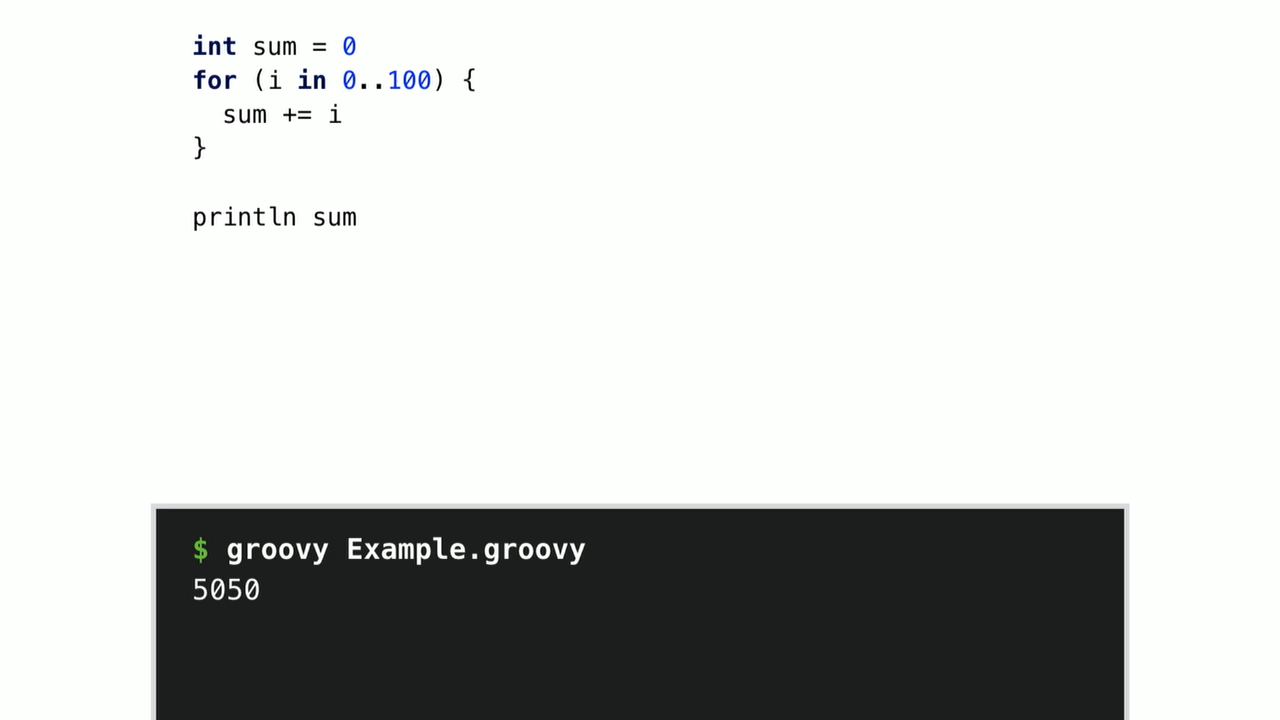 int sum = 0
for (i in 0..100) {
  sum += i
}
println sum
$ groovy Example.groovy
5050